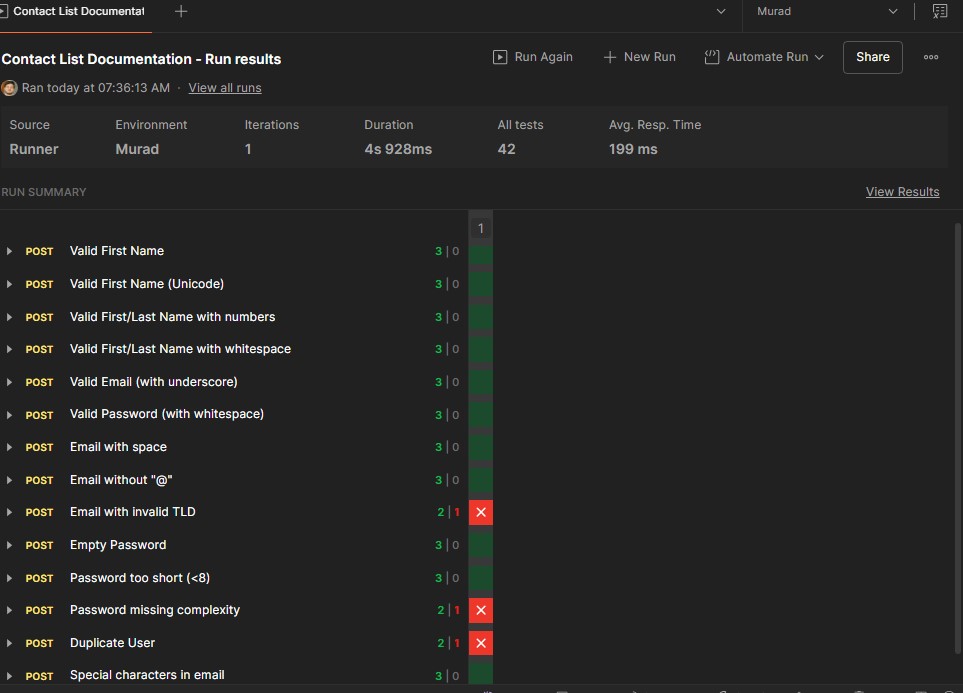 Contact List Documentat
Murad
Contact List Documentation - Run results
Run Again
New Run
Automate Run
Share
Ran today at 07:36:13 AM · View all runs
Source Environment Iterations Duration All tests Avg. Resp. Time
Runner Murad 1 4s 928ms 42 199 ms
RUN SUMMARY View Results
1
POST Valid First Name 3 | 0
POST Valid First Name (Unicode) 3 | 0
POST Valid First/Last Name with numbers 3 | 0
POST Valid First/Last Name with whitespace 3 | 0
POST Valid Email (with underscore) 3 | 0
POST Valid Password (with whitespace) 3 | 0
POST Email with space 3 | 0
POST Email without "@" 3 | 0
POST Email with invalid TLD 2 | 1
POST Empty Password 3 | 0
POST Password too short (<8) 3 | 0
POST Password missing complexity 2 | 1
POST Duplicate User 2 | 1
POST Special characters in email 3 | 0